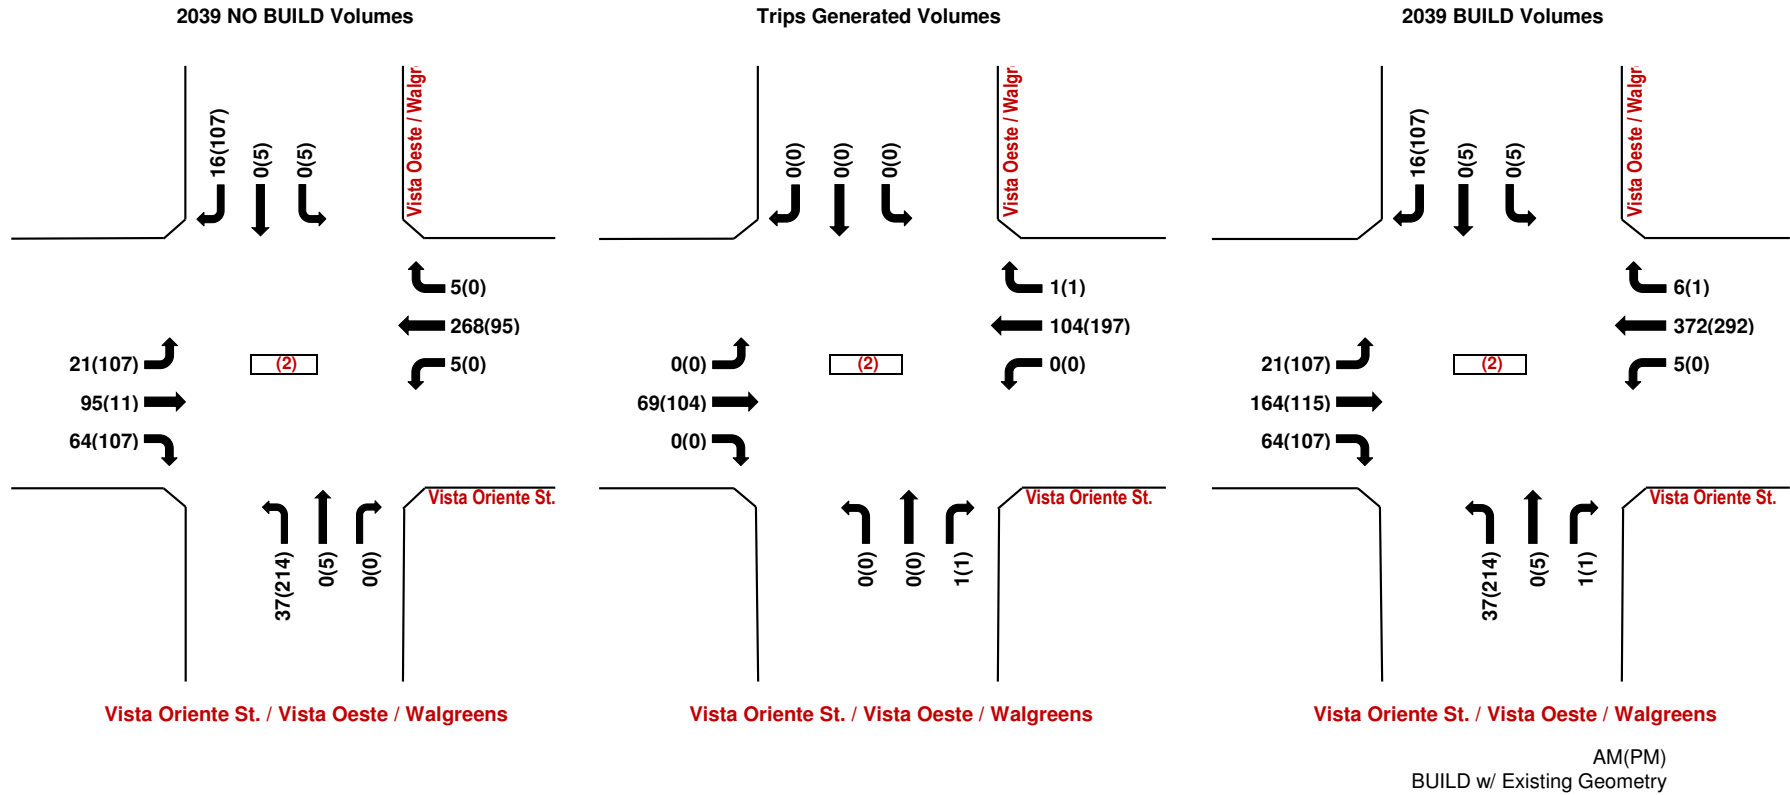 2039 NO BUILD Volumes
16(107)
0(5)
0(5)
Vista Oeste / Walgr
5(0)
268(95)
5(0)
21(107)
95(11)
64(107)
(2)
Vista Oriente St.
37(214)
0(5)
0(0)
Vista Oriente St. / Vista Oeste / Walgreens
Trips Generated Volumes
0(0)
0(0)
0(0)
Vista Oeste / Walgr
1(1)
104(197)
0(0)
0(0)
69(104)
0(0)
(2)
Vista Oriente St.
0(0)
0(0)
1(1)
Vista Oriente St. / Vista Oeste / Walgreens
2039 BUILD Volumes
16(107)
0(5)
0(5)
Vista Oeste / Walgr
6(1)
372(292)
5(0)
21(107)
164(115)
64(107)
(2)
Vista Oriente St.
37(214)
0(5)
1(1)
Vista Oriente St. / Vista Oeste / Walgreens
AM(PM)
BUILD w/ Existing Geometry